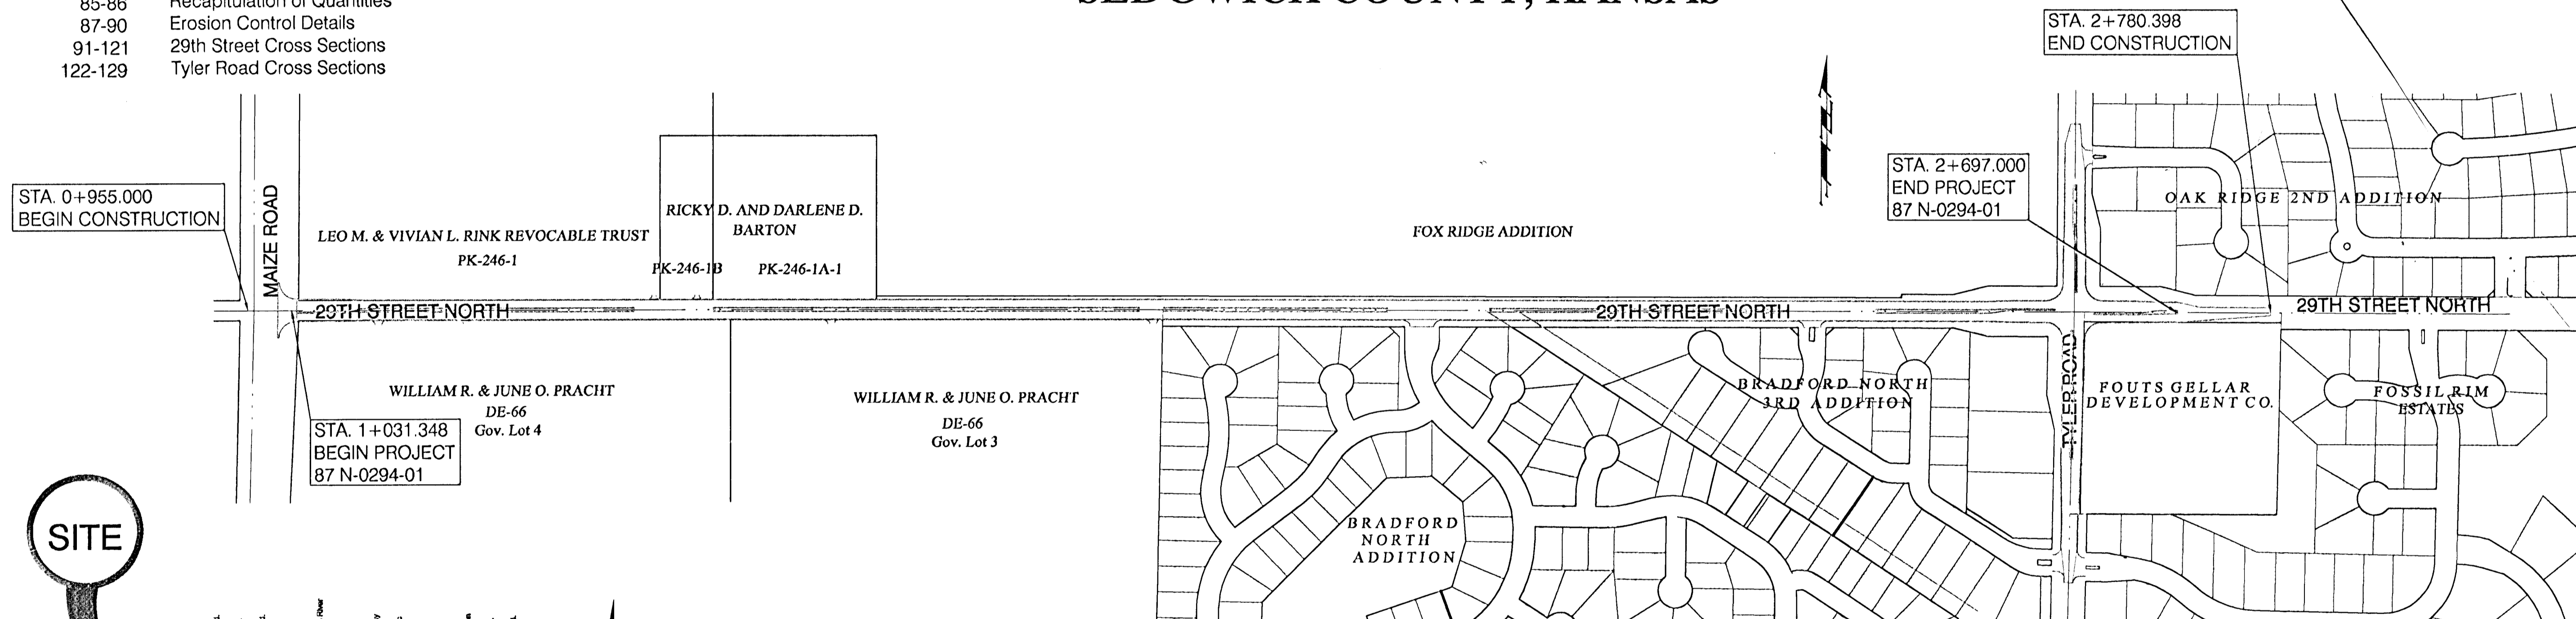 85-86 Recapitulation of Quantities
87-90 Erosion Control Details
91-121 29th Street Cross Sections
122-129 Tyler Road Cross Sections
SEDGWICK COUNTY, KANSAS
STA. 2+780.398
END CONSTRUCTION
STA. 0+955.000
BEGIN CONSTRUCTION
MAIZE ROAD
LEO M. & VIVIAN L. RINK REVOCABLE TRUST
PK-246-1
RICKY D. AND DARLENE D.
BARTON
PK-246-1B PK-246-1A-1
FOX RIDGE ADDITION
STA. 2+697.000
END PROJECT
87 N-0294-01
OAK RIDGE 2ND ADDITION
29TH STREET NORTH
29TH STREET NORTH
29TH STREET NORTH
WILLIAM R. & JUNE O. PRACHT
DE-66
Gov. Lot 4
STA. 1+031.348
BEGIN PROJECT
87 N-0294-01
WILLIAM R. & JUNE O. PRACHT
DE-66
Gov. Lot 3
BRADFORD NORTH
3RD ADDITION
TYLER ROAD
FOUTS GELLAR
DEVELOPMENT CO.
FOSSIL RIM
ESTATES
BRADFORD
NORTH
ADDITION
SITE
River